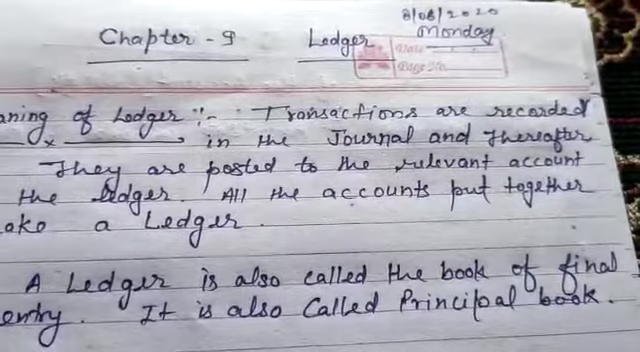 8/06/2020
Chapter - 9 Ledger Monday
Date
Page No.
aning of Ledger :- Transactions are recorded
in the Journal and thereafter
They are posted to the relevant account
the Ledger. All the accounts put together
ako a Ledger.
A Ledger is also called the book of final
entry. It is also Called Principal book.